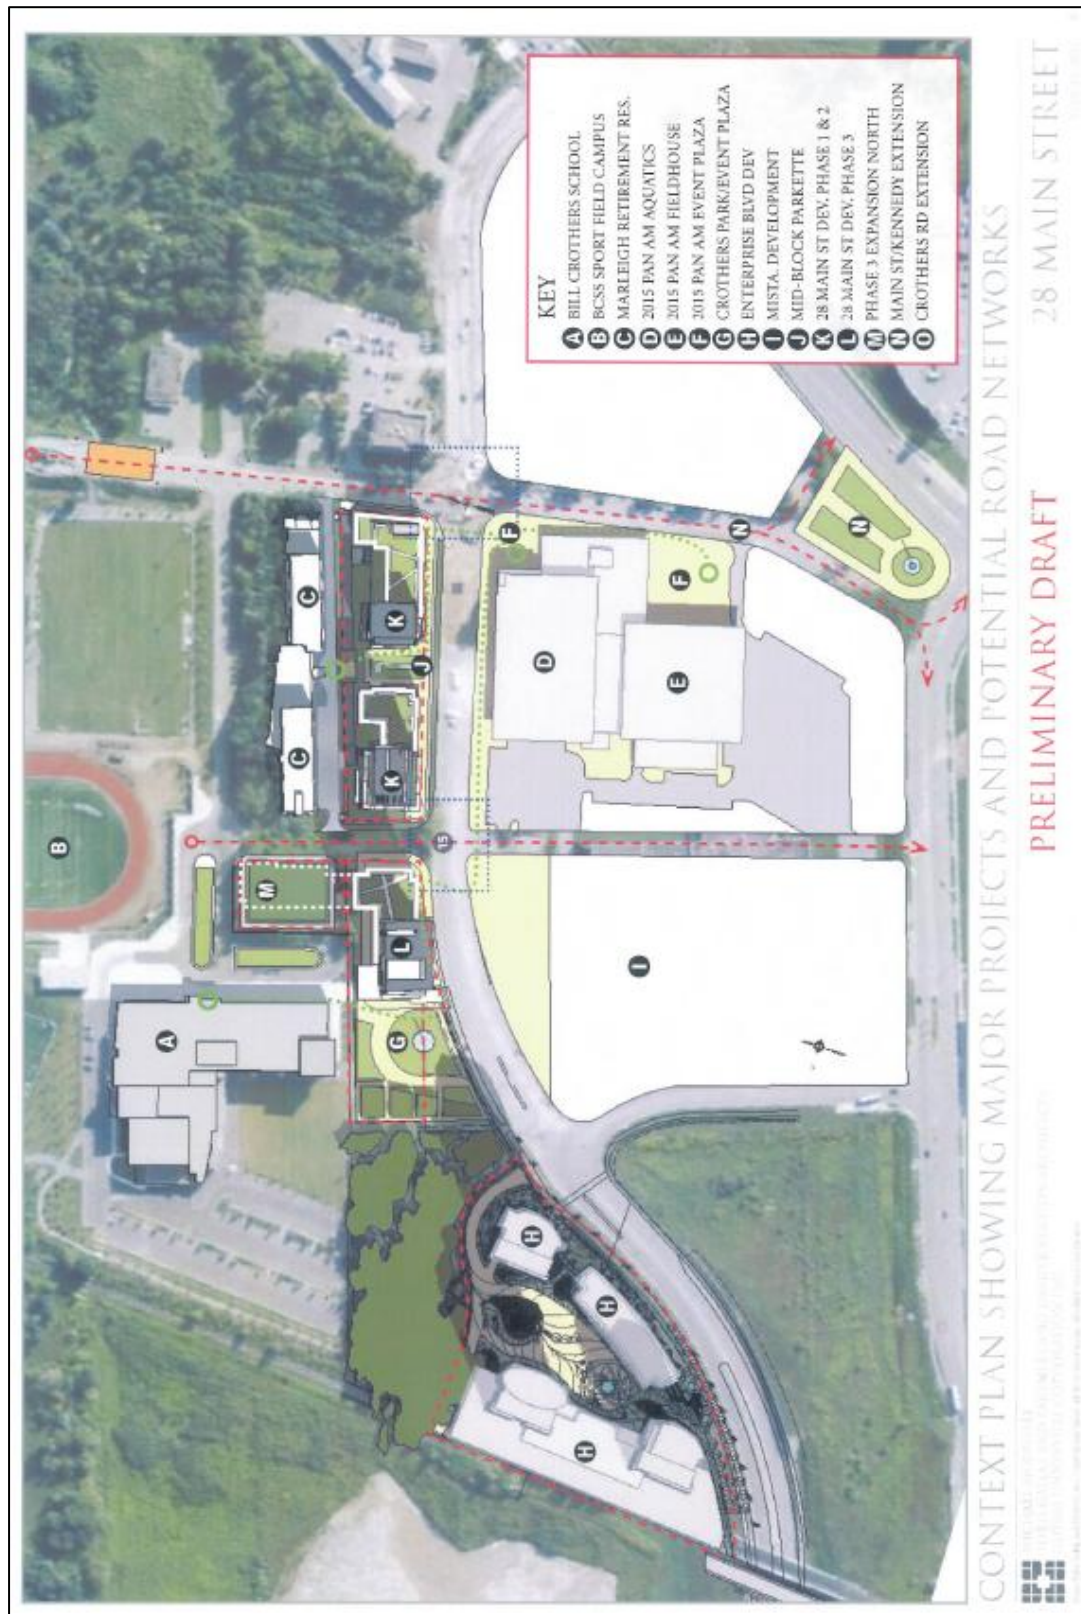 KEY
A BILL CROTHERS SCHOOL
B BCSS SPORT FIELD CAMPUS
C MARLEIGH RETIREMENT RES.
D 2015 PAN AM AQUATICS
E 2015 PAN AM FIELDHOUSE
F 2015 PAN AM EVENT PLAZA
G CROTHERS PARK/EVENT PLAZA
H ENTERPRISE BLVD DEV
I MISTA. DEVELOPMENT
J MID-BLOCK PARKETTE
K 28 MAIN ST DEV. PHASE 1 & 2
L 28 MAIN ST DEV. PHASE 3
M PHASE 3 EXPANSION NORTH
N MAIN ST/KENNEDY EXTENSION
O CROTHERS RD EXTENSION
B
C
C
F
N
N
K
J
K
D
E
F
M
L
15
A
G
I
H
H
H
CONTEXT PLAN SHOWING MAJOR PROJECTS AND POTENTIAL ROAD NETWORKS
28 MAIN STREET
PRELIMINARY DRAFT